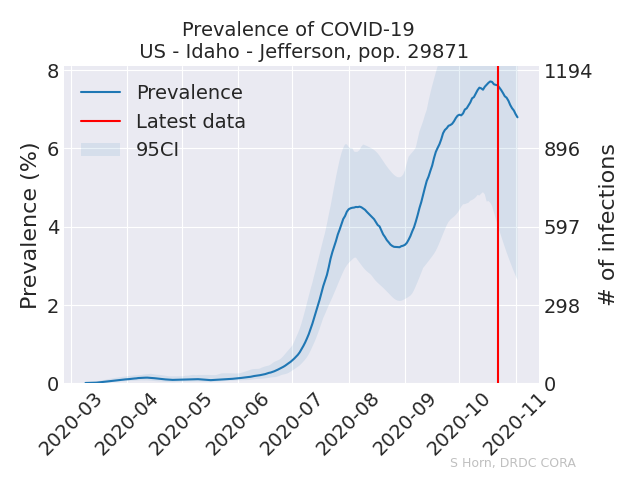 Prevalence of COVID-19
US - Idaho - Jefferson, pop. 29871
Prevalence
Latest data
95CI
Prevalence (%)
8
6
4
2
0
1194
896
597
298
0
# of infections
2020-03
2020-04
2020-05
2020-06
2020-07
2020-08
2020-09
2020-10
2020-11
S Horn, DRDC CORA